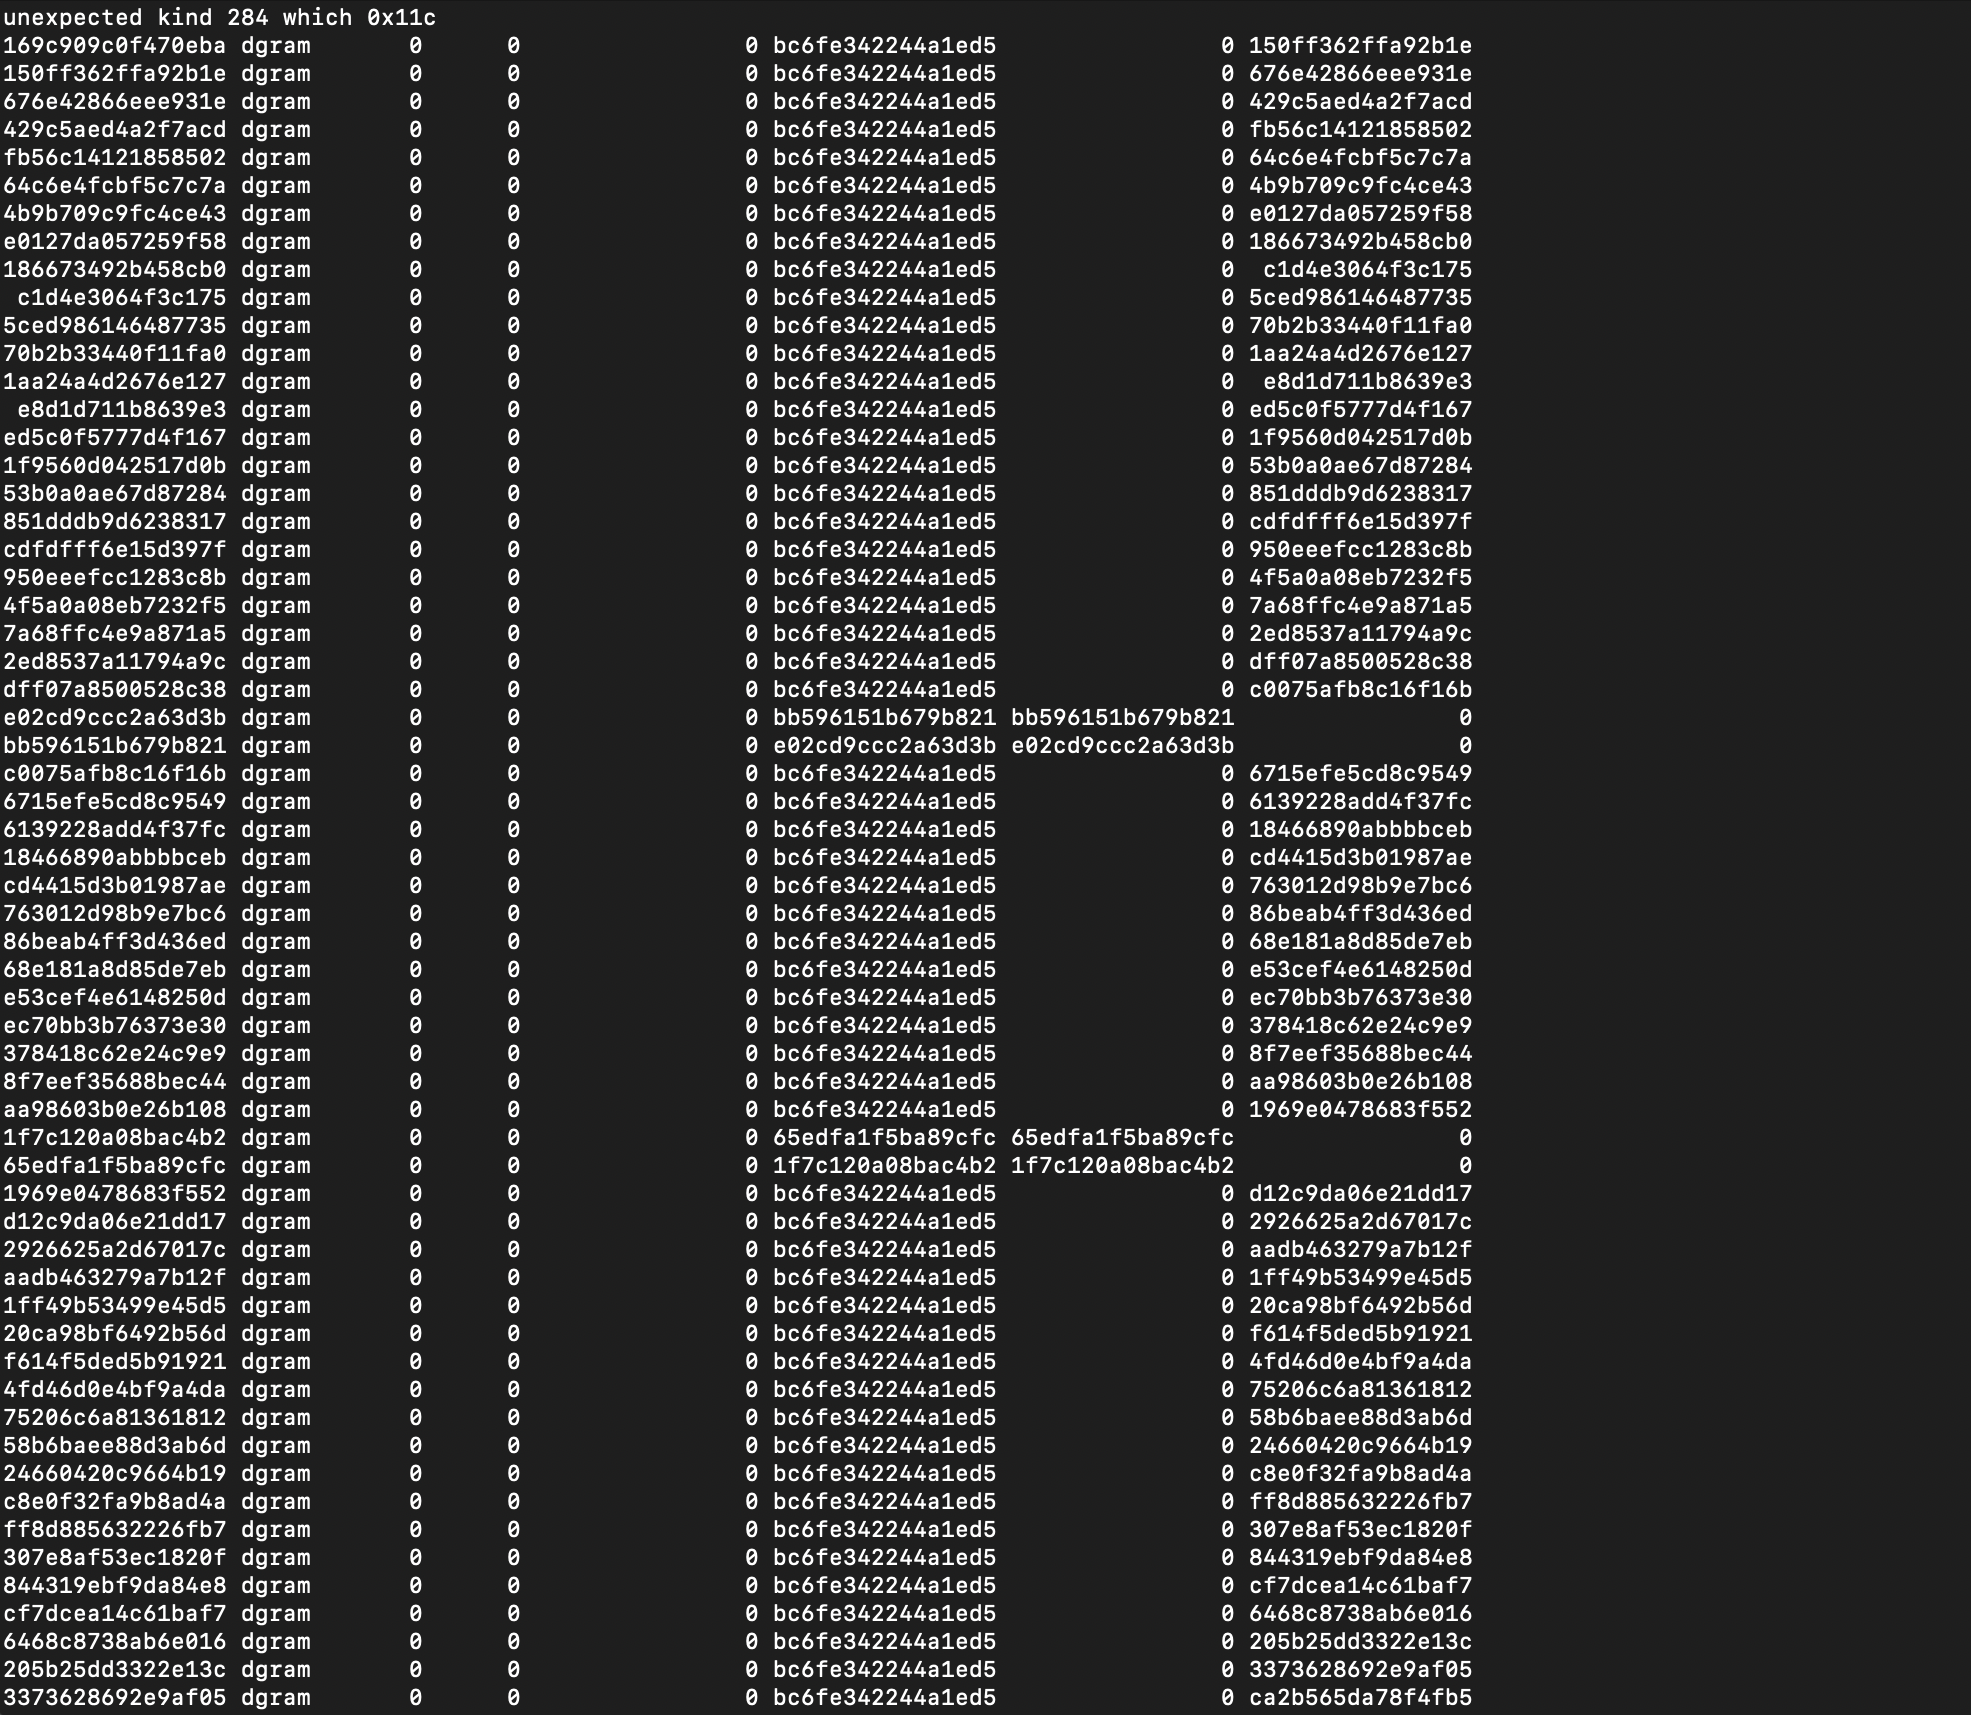 unexpected kind 284 which 0x11c
169c909c0f470eba dgram 0 0 0 bc6fe342244a1ed5 0 150ff362ffa92b1e
150ff362ffa92b1e dgram 0 0 0 bc6fe342244a1ed5 0 676e42866eee931e
676e42866eee931e dgram 0 0 0 bc6fe342244a1ed5 0 429c5aed4a2f7acd
429c5aed4a2f7acd dgram 0 0 0 bc6fe342244a1ed5 0 fb56c14121858502
fb56c14121858502 dgram 0 0 0 bc6fe342244a1ed5 0 64c6e4fcbf5c7c7a
64c6e4fcbf5c7c7a dgram 0 0 0 bc6fe342244a1ed5 0 4b9b709c9fc4ce43
4b9b709c9fc4ce43 dgram 0 0 0 bc6fe342244a1ed5 0 e0127da057259f58
e0127da057259f58 dgram 0 0 0 bc6fe342244a1ed5 0 186673492b458cb0
186673492b458cb0 dgram 0 0 0 bc6fe342244a1ed5 0 c1d4e3064f3c175
c1d4e3064f3c175 dgram 0 0 0 bc6fe342244a1ed5 0 5ced986146487735
5ced986146487735 dgram 0 0 0 bc6fe342244a1ed5 0 70b2b33440f11fa0
70b2b33440f11fa0 dgram 0 0 0 bc6fe342244a1ed5 0 1aa24a4d2676e127
1aa24a4d2676e127 dgram 0 0 0 bc6fe342244a1ed5 0 e8d1d711b8639e3
e8d1d711b8639e3 dgram 0 0 0 bc6fe342244a1ed5 0 ed5c0f5777d4f167
ed5c0f5777d4f167 dgram 0 0 0 bc6fe342244a1ed5 0 1f9560d042517d0b
1f9560d042517d0b dgram 0 0 0 bc6fe342244a1ed5 0 53b0a0ae67d87284
53b0a0ae67d87284 dgram 0 0 0 bc6fe342244a1ed5 0 851dddb9d6238317
851dddb9d6238317 dgram 0 0 0 bc6fe342244a1ed5 0 cdfdfff6e15d397f
cdfdfff6e15d397f dgram 0 0 0 bc6fe342244a1ed5 0 950eeefcc1283c8b
950eeefcc1283c8b dgram 0 0 0 bc6fe342244a1ed5 0 4f5a0a08eb7232f5
4f5a0a08eb7232f5 dgram 0 0 0 bc6fe342244a1ed5 0 7a68ffc4e9a871a5
7a68ffc4e9a871a5 dgram 0 0 0 bc6fe342244a1ed5 0 2ed8537a11794a9c
2ed8537a11794a9c dgram 0 0 0 bc6fe342244a1ed5 0 dff07a8500528c38
dff07a8500528c38 dgram 0 0 0 bc6fe342244a1ed5 0 c0075afb8c16f16b
e02cd9ccc2a63d3b dgram 0 0 0 bb596151b679b821 bb596151b679b821 0
bb596151b679b821 dgram 0 0 0 e02cd9ccc2a63d3b e02cd9ccc2a63d3b 0
c0075afb8c16f16b dgram 0 0 0 bc6fe342244a1ed5 0 6715efe5cd8c9549
6715efe5cd8c9549 dgram 0 0 0 bc6fe342244a1ed5 0 6139228add4f37fc
6139228add4f37fc dgram 0 0 0 bc6fe342244a1ed5 0 18466890abbbbceb
18466890abbbbceb dgram 0 0 0 bc6fe342244a1ed5 0 cd4415d3b01987ae
cd4415d3b01987ae dgram 0 0 0 bc6fe342244a1ed5 0 763012d98b9e7bc6
763012d98b9e7bc6 dgram 0 0 0 bc6fe342244a1ed5 0 86beab4ff3d436ed
86beab4ff3d436ed dgram 0 0 0 bc6fe342244a1ed5 0 68e181a8d85de7eb
68e181a8d85de7eb dgram 0 0 0 bc6fe342244a1ed5 0 e53cef4e6148250d
e53cef4e6148250d dgram 0 0 0 bc6fe342244a1ed5 0 ec70bb3b76373e30
ec70bb3b76373e30 dgram 0 0 0 bc6fe342244a1ed5 0 378418c62e24c9e9
378418c62e24c9e9 dgram 0 0 0 bc6fe342244a1ed5 0 8f7eef35688bec44
8f7eef35688bec44 dgram 0 0 0 bc6fe342244a1ed5 0 aa98603b0e26b108
aa98603b0e26b108 dgram 0 0 0 bc6fe342244a1ed5 0 1969e0478683f552
1f7c120a08bac4b2 dgram 0 0 0 65edfa1f5ba89cfc 65edfa1f5ba89cfc 0
65edfa1f5ba89cfc dgram 0 0 0 1f7c120a08bac4b2 1f7c120a08bac4b2 0
1969e0478683f552 dgram 0 0 0 bc6fe342244a1ed5 0 d12c9da06e21dd17
d12c9da06e21dd17 dgram 0 0 0 bc6fe342244a1ed5 0 2926625a2d67017c
2926625a2d67017c dgram 0 0 0 bc6fe342244a1ed5 0 aadb463279a7b12f
aadb463279a7b12f dgram 0 0 0 bc6fe342244a1ed5 0 1ff49b53499e45d5
1ff49b53499e45d5 dgram 0 0 0 bc6fe342244a1ed5 0 20ca98bf6492b56d
20ca98bf6492b56d dgram 0 0 0 bc6fe342244a1ed5 0 f614f5ded5b91921
f614f5ded5b91921 dgram 0 0 0 bc6fe342244a1ed5 0 4fd46d0e4bf9a4da
4fd46d0e4bf9a4da dgram 0 0 0 bc6fe342244a1ed5 0 75206c6a81361812
75206c6a81361812 dgram 0 0 0 bc6fe342244a1ed5 0 58b6baee88d3ab6d
58b6baee88d3ab6d dgram 0 0 0 bc6fe342244a1ed5 0 24660420c9664b19
24660420c9664b19 dgram 0 0 0 bc6fe342244a1ed5 0 c8e0f32fa9b8ad4a
c8e0f32fa9b8ad4a dgram 0 0 0 bc6fe342244a1ed5 0 ff8d885632226fb7
ff8d885632226fb7 dgram 0 0 0 bc6fe342244a1ed5 0 307e8af53ec1820f
307e8af53ec1820f dgram 0 0 0 bc6fe342244a1ed5 0 844319ebf9da84e8
844319ebf9da84e8 dgram 0 0 0 bc6fe342244a1ed5 0 cf7dcea14c61baf7
cf7dcea14c61baf7 dgram 0 0 0 bc6fe342244a1ed5 0 6468c8738ab6e016
6468c8738ab6e016 dgram 0 0 0 bc6fe342244a1ed5 0 205b25dd3322e13c
205b25dd3322e13c dgram 0 0 0 bc6fe342244a1ed5 0 3373628692e9af05
3373628692e9af05 dgram 0 0 0 bc6fe342244a1ed5 0 ca2b565da78f4fb5